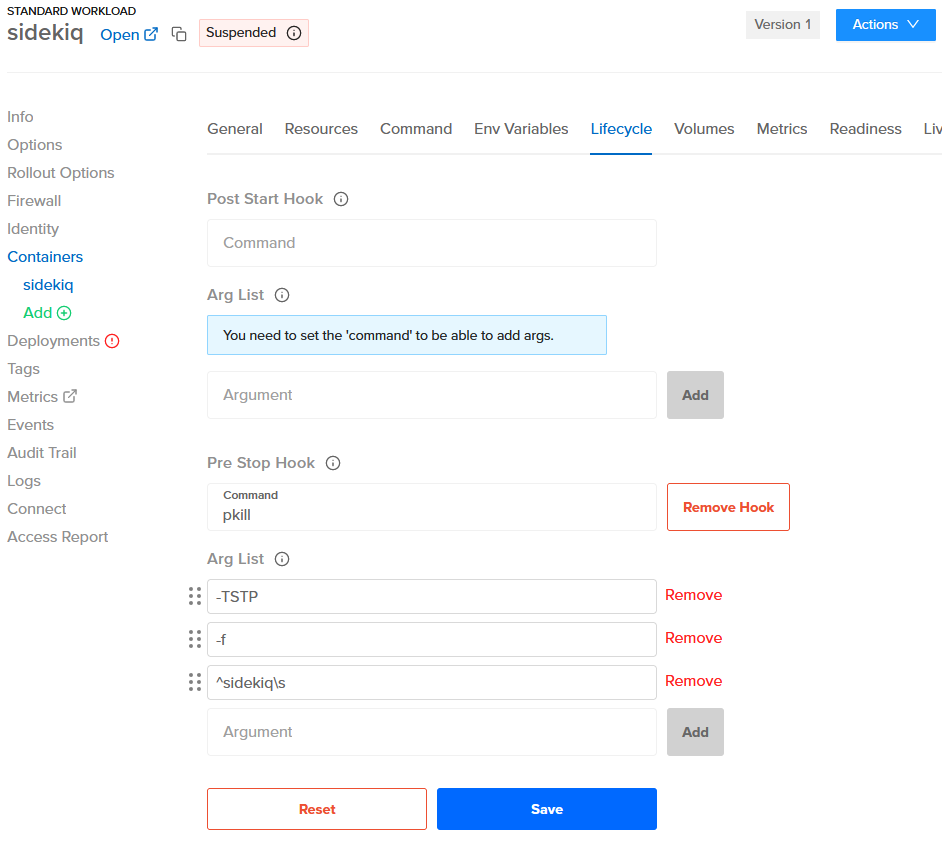 STANDARD WORKLOAD
sidekiq Open Suspended
Version 1 Actions
Info
Options
Rollout Options
Firewall
Identity
Containers
sidekiq
Add
Deployments
Tags
Metrics
Events
Audit Trail
Logs
Connect
Access Report
General Resources Command Env Variables Lifecycle Volumes Metrics Readiness Liv
Post Start Hook
Command
Arg List
You need to set the 'command' to be able to add args.
Argument Add
Pre Stop Hook
Command
pkill
Remove Hook
Arg List
-TSTP Remove
-f Remove
^sidekiq\s Remove
Argument Add
Reset Save